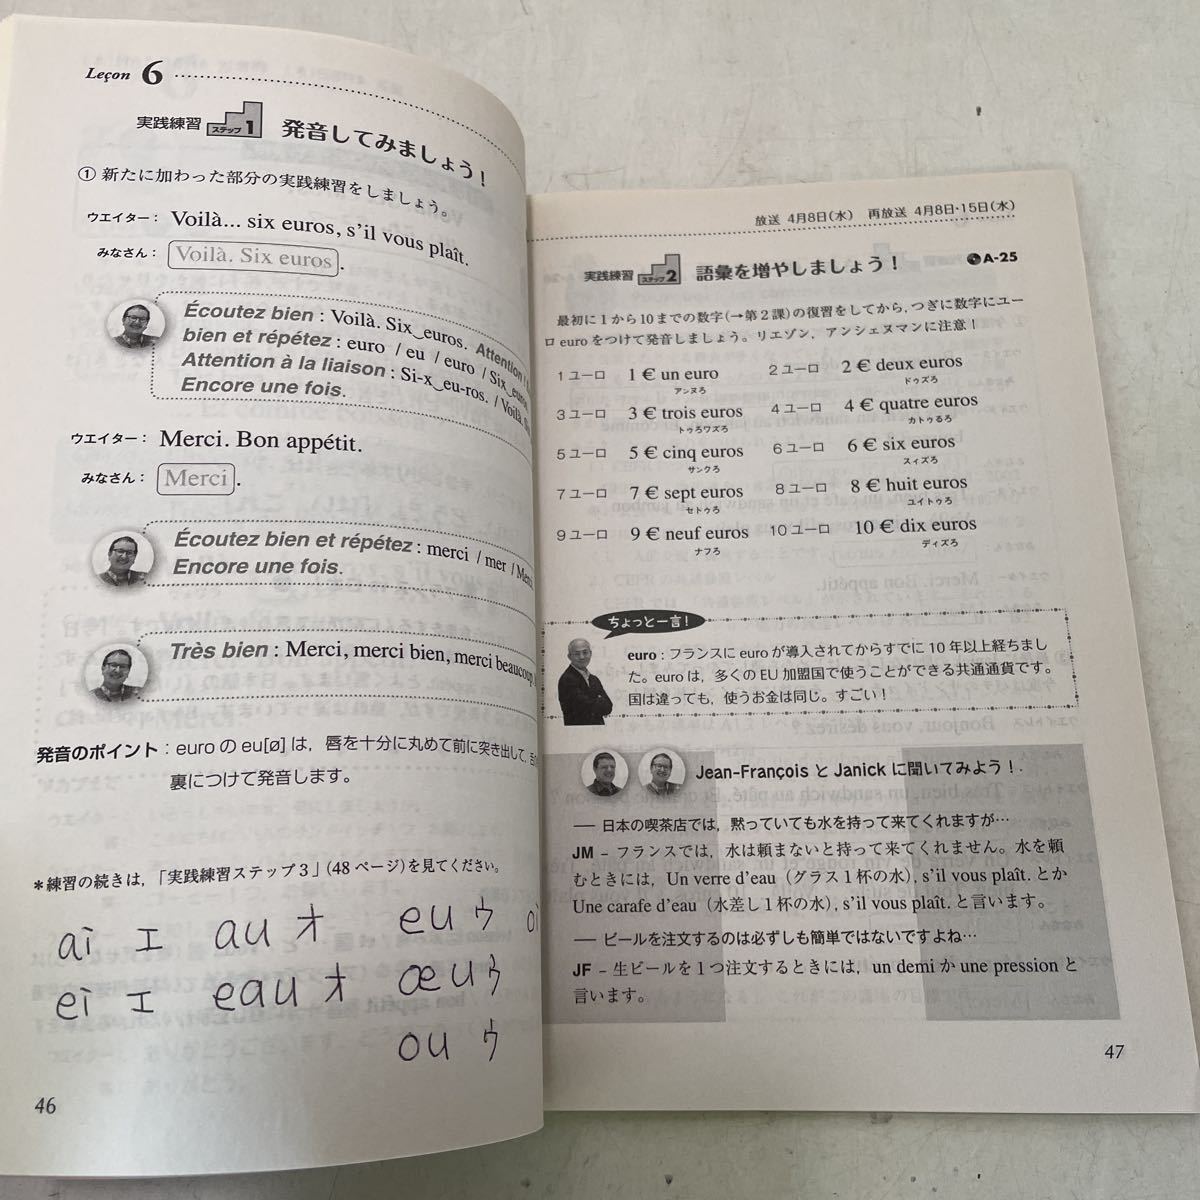 Leçon 6
実践練習 ステップ 1 発音してみましょう！
① 新たに加わった部分の実践練習をしましょう。
ウエイター： Voilà... six euros, s'il vous plaît.
みなさん： Voilà. Six euros.
Écoutez bien : Voilà. Six‿euros. Attention !
bien et répétez : euro / eu / euro / Six‿euros
Attention à la liaison : Si-x‿eu-ros. / Voilà.
Encore une fois.
ウエイター： Merci. Bon appétit.
みなさん： Merci.
Écoutez bien et répétez : merci / mer / Merci
Encore une fois.
Très bien : Merci, merci bien, merci beaucoup
発音のポイント：euro の eu[ø] は，唇を十分に丸めて前に突き出して，舌
裏につけて発音します。
＊練習の続きは，「実践練習ステップ 3」(48 ページ)を見てください。
ai エ au オ eu ゥ oi
ei エ eau オ œu ゥ
ou ゥ
46
放送 4月8日(水) 再放送 4月8日・15日(水)
実践練習 ステップ 2 語彙を増やしましょう！ A-25
最初に 1 から 10 までの数字(→第 2 課)の復習をしてから，つぎに数字にユー
ロ euro をつけて発音しましょう。リエゾン，アンシェヌマンに注意！
1 ユーロ 1 € un euro 2 ユーロ 2 € deux euros
アンヌろ ドゥズろ
3 ユーロ 3 € trois euros 4 ユーロ 4 € quatre euros
トゥろワズろ カトゥるろ
5 ユーロ 5 € cinq euros 6 ユーロ 6 € six euros
サンクろ スィズろ
7 ユーロ 7 € sept euros 8 ユーロ 8 € huit euros
セトゥろ ユイトゥろ
9 ユーロ 9 € neuf euros 10 ユーロ 10 € dix euros
ナフろ ディズろ
ちょっと一言！
euro：フランスに euro が導入されてからすでに 10 年以上経ちまし
た。euro は，多くの EU 加盟国で使うことができる共通通貨です。
国は違っても，使うお金は同じ。すごい！
Jean-François と Janick に聞いてみよう！.
— 日本の喫茶店では，黙っていても水を持って来てくれますが…
JM – フランスでは，水は頼まないと持って来てくれません。水を頼
むときには，Un verre d'eau（グラス 1 杯の水）, s'il vous plaît. とか
Une carafe d'eau（水差し 1 杯の水）, s'il vous plaît. と言います。
— ビールを注文するのは必ずしも簡単ではないですよね…
JF – 生ビールを 1 つ注文するときには，un demi か une pression と
言います。
47